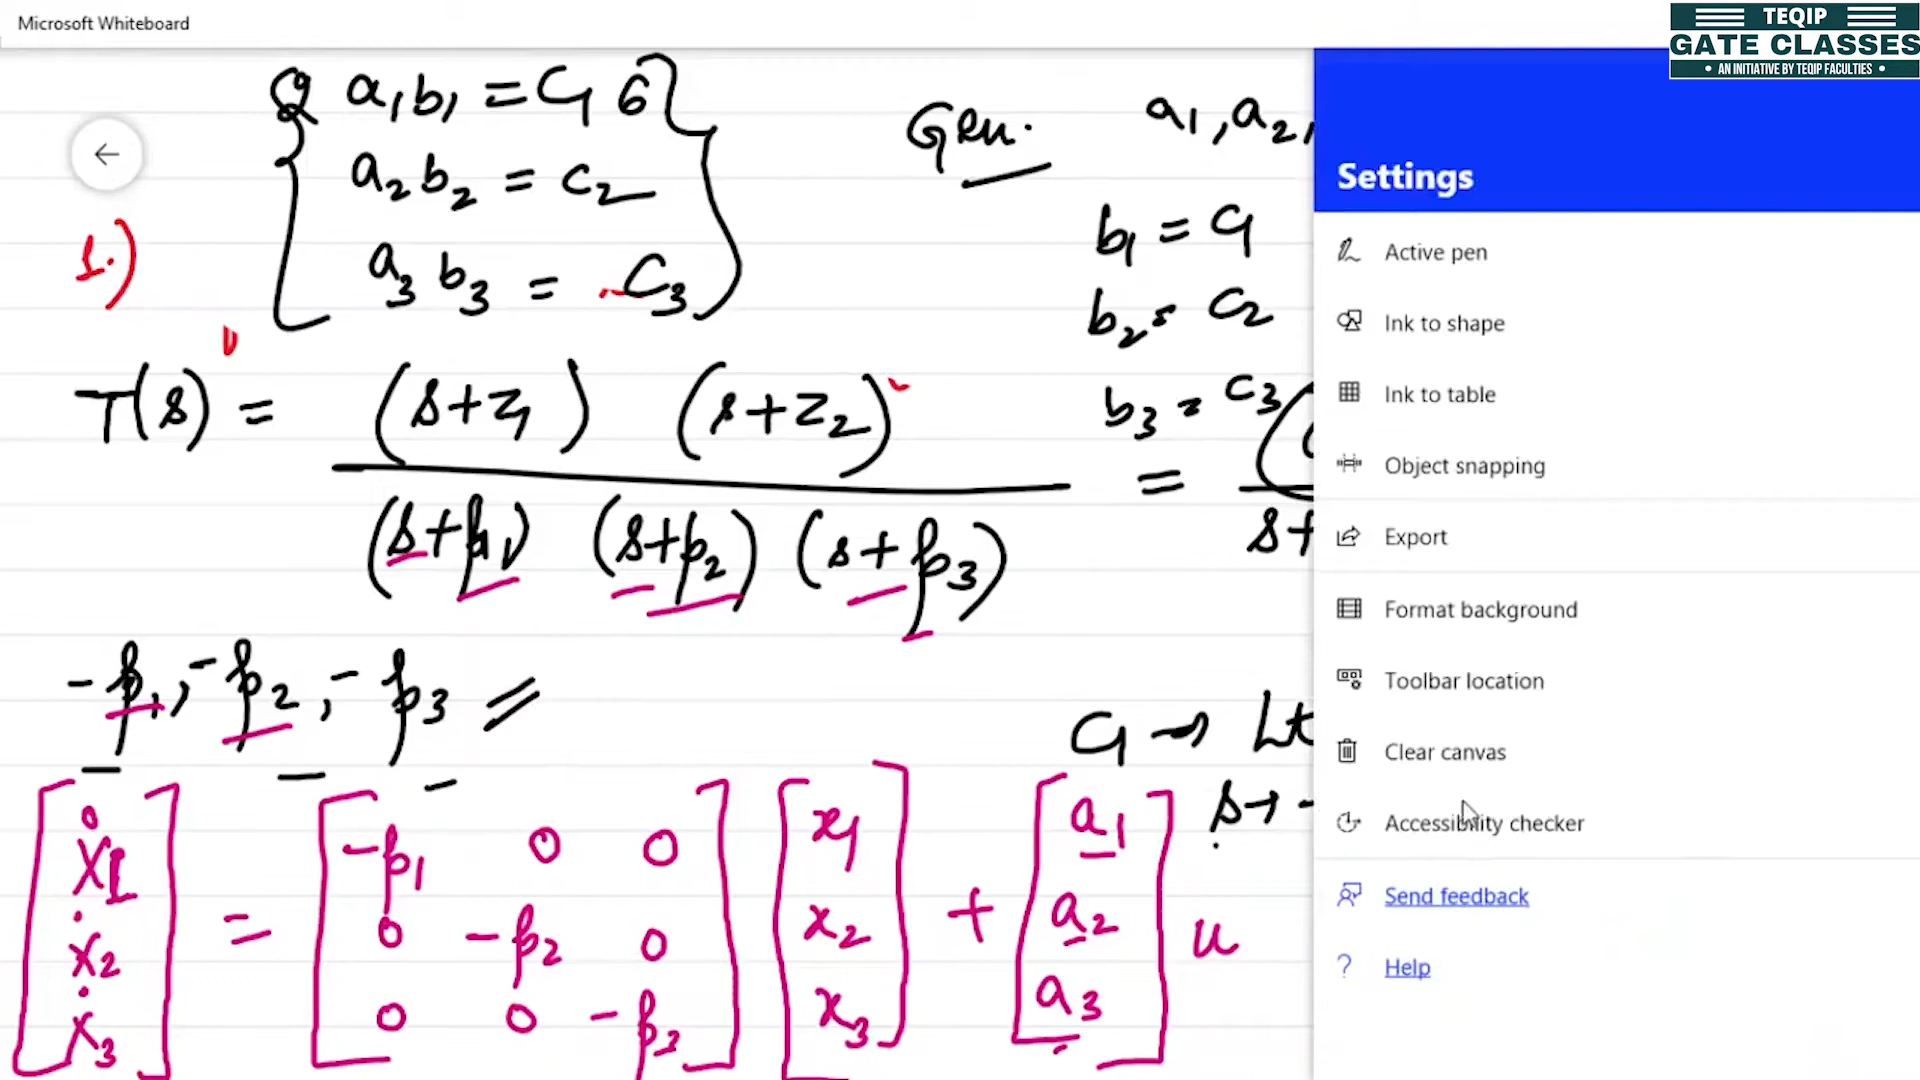 Microsoft Whiteboard
TEQIP
GATE CLASSES
• AN INITIATIVE BY TEQIP FACULTIES •
a₁b₁ = C₁
a₂b₂ = C₂
a₃b₃ = C₃
1.)
Gen.
a₁, a₂,
b₁ = C₁
b₂ = C₂
b₃ = C₃
T(s) = (s+z₁) (s+z₂)
(s+p₁) (s+p₂) (s+p₃)
=
s+
-p₁, -p₂, -p₃ =
C₁ → Lt
s→ -
ẋ₁
ẋ₂
ẋ₃
=
-p₁ 0 0
0 -p₂ 0
0 0 -p₃
x₁
x₂
x₃
+
a₁
a₂
a₃
u
Settings
Active pen
Ink to shape
Ink to table
Object snapping
Export
Format background
Toolbar location
Clear canvas
Accessibility checker
Send feedback
Help